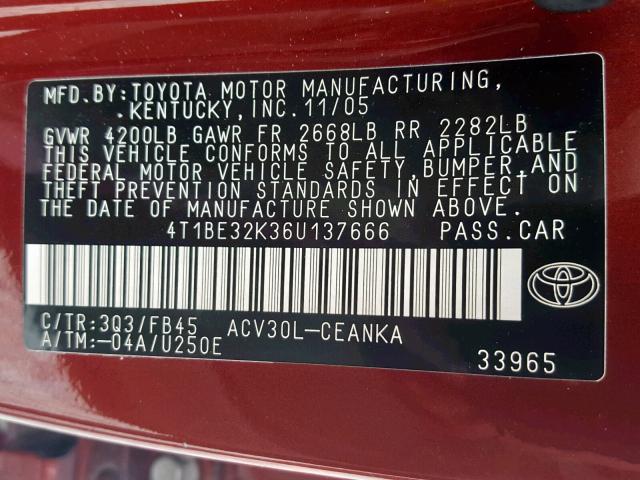 MFD.BY:TOYOTA MOTOR MANUFACTURING,
.KENTUCKY,INC.11/05
GVWR 4200LB GAWR FR 2668LB RR 2282LB
THIS VEHICLE CONFORMS TO ALL APPLICABLE
FEDERAL MOTOR VEHICLE SAFETY,BUMPER,AND
THEFT PREVENTION STANDARDS IN EFFECT ON
THE DATE OF MANUFACTURE SHOWN ABOVE.
4T1BE32K36U137666 PASS.CAR
C/TR:3Q3/FB45 ACV30L-CEANKA
A/TM:-04A/U250E
33965